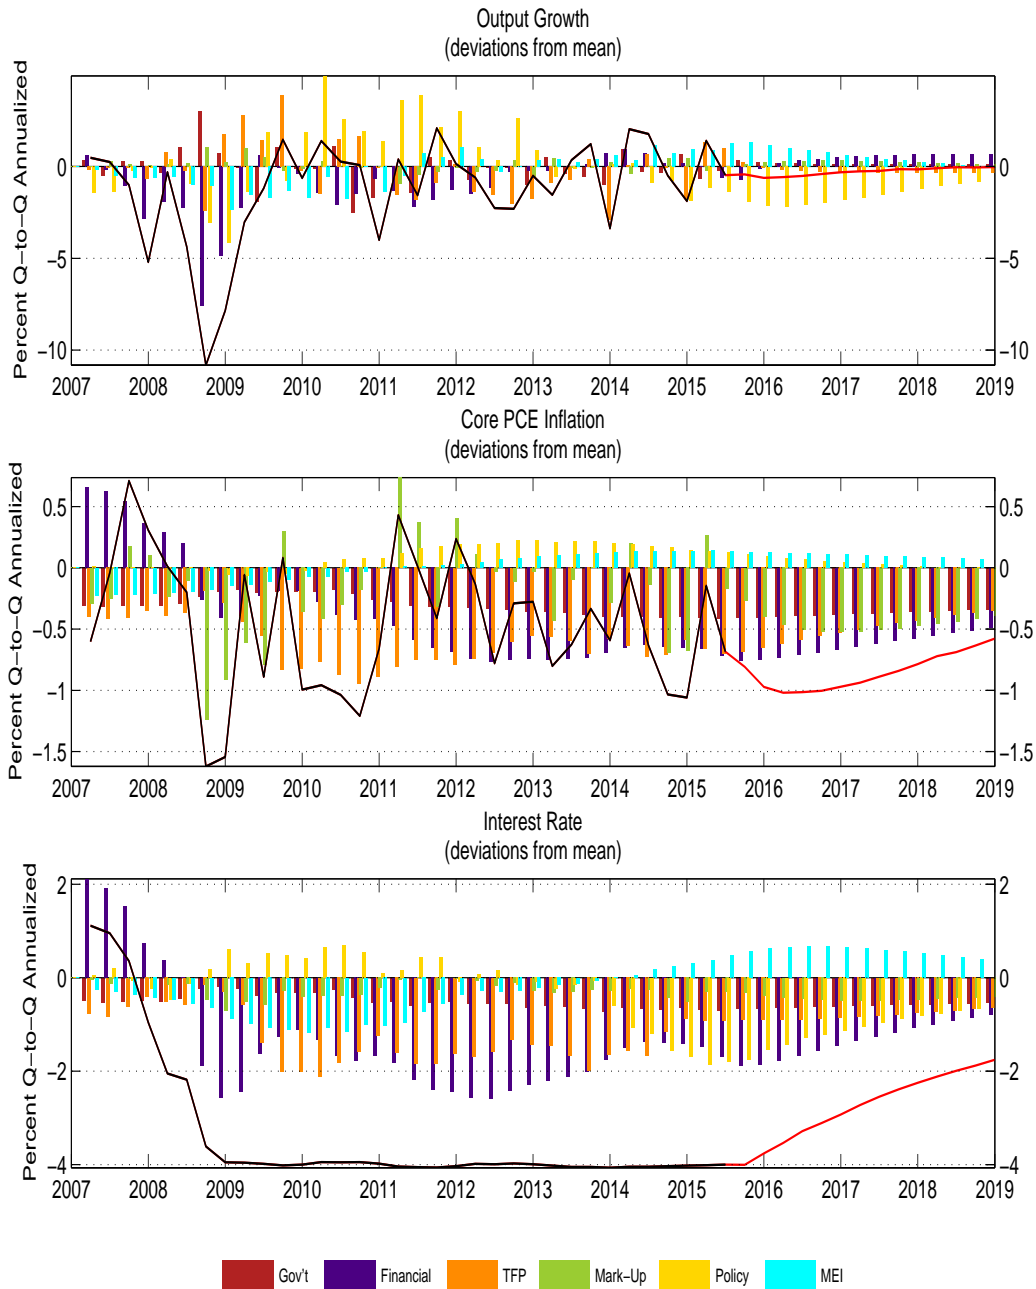 Output Growth
(deviations from mean)
Percent Q−to−Q Annualized
0
−5
−10
0
−5
−10
2007 2008 2009 2010 2011 2012 2013 2014 2015 2016 2017 2018 2019
Core PCE Inflation
(deviations from mean)
Percent Q−to−Q Annualized
0.5
0
−0.5
−1
−1.5
0.5
0
−0.5
−1
−1.5
2007 2008 2009 2010 2011 2012 2013 2014 2015 2016 2017 2018 2019
Interest Rate
(deviations from mean)
Percent Q−to−Q Annualized
2
0
−2
−4
2
0
−2
−4
2007 2008 2009 2010 2011 2012 2013 2014 2015 2016 2017 2018 2019
Gov't Financial TFP Mark−Up Policy MEI